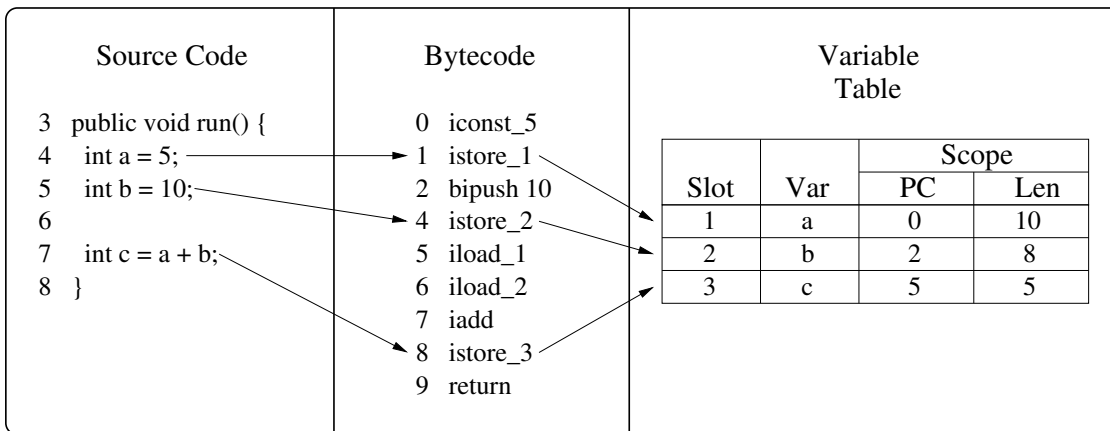 Source Code
3 public void run() {
4 int a = 5;
5 int b = 10;
6
7 int c = a + b;
8 }
Bytecode
0 iconst_5
1 istore_1
2 bipush 10
4 istore_2
5 iload_1
6 iload_2
7 iadd
8 istore_3
9 return
Variable
Table
Scope
Slot Var PC Len
1 a 0 10
2 b 2 8
3 c 5 5